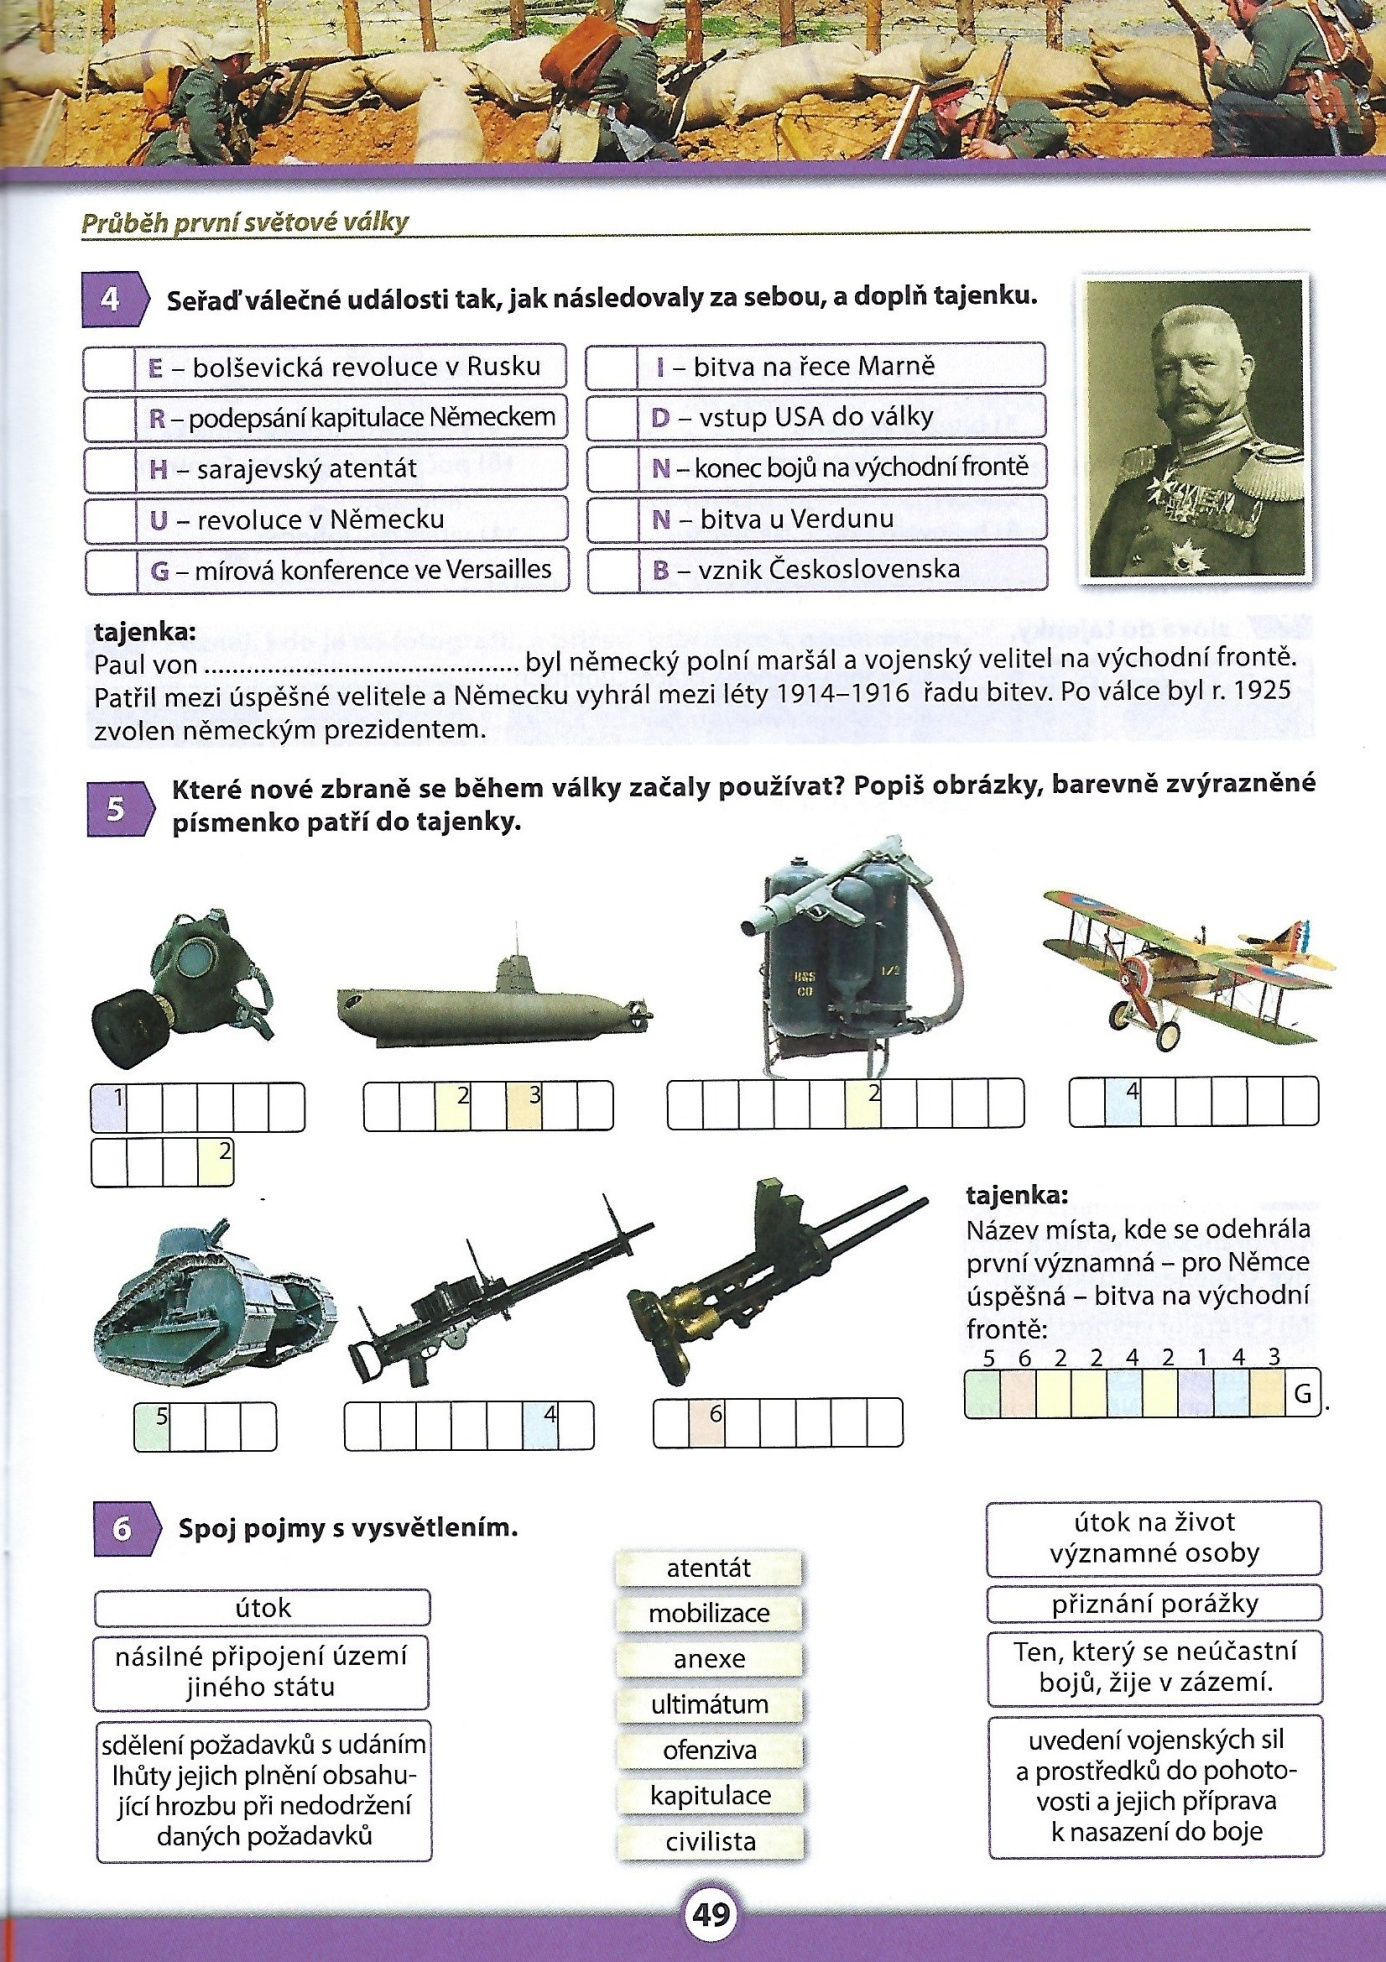 Průběh první světové války
4 Seřaď válečné události tak, jak následovaly za sebou, a doplň tajenku.
E – bolševická revoluce v Rusku
R – podepsání kapitulace Německem
H – sarajevský atentát
U – revoluce v Německu
G – mírová konference ve Versailles
I – bitva na řece Marně
D – vstup USA do války
N – konec bojů na východní frontě
N – bitva u Verdunu
B – vznik Československa
tajenka:
Paul von ........................................ byl německý polní maršál a vojenský velitel na východní frontě.
Patřil mezi úspěšné velitele a Německu vyhrál mezi léty 1914–1916 řadu bitev. Po válce byl r. 1925
zvolen německým prezidentem.
5 Které nové zbraně se během války začaly používat? Popiš obrázky, barevně zvýrazněné
písmenko patří do tajenky.
H&S
CO
1/2
S
1
2 3
2
4
2
5
4
6
tajenka:
Název místa, kde se odehrála
první významná – pro Němce
úspěšná – bitva na východní
frontě:
5 6 2 2 4 2 1 4 3
G .
6 Spoj pojmy s vysvětlením.
útok
násilné připojení území
jiného státu
sdělení požadavků s udáním
lhůty jejich plnění obsahu-
jící hrozbu při nedodržení
daných požadavků
atentát
mobilizace
anexe
ultimátum
ofenziva
kapitulace
civilista
útok na život
významné osoby
přiznání porážky
Ten, který se neúčastní
bojů, žije v zázemí.
uvedení vojenských sil
a prostředků do pohoto-
vosti a jejich příprava
k nasazení do boje
49